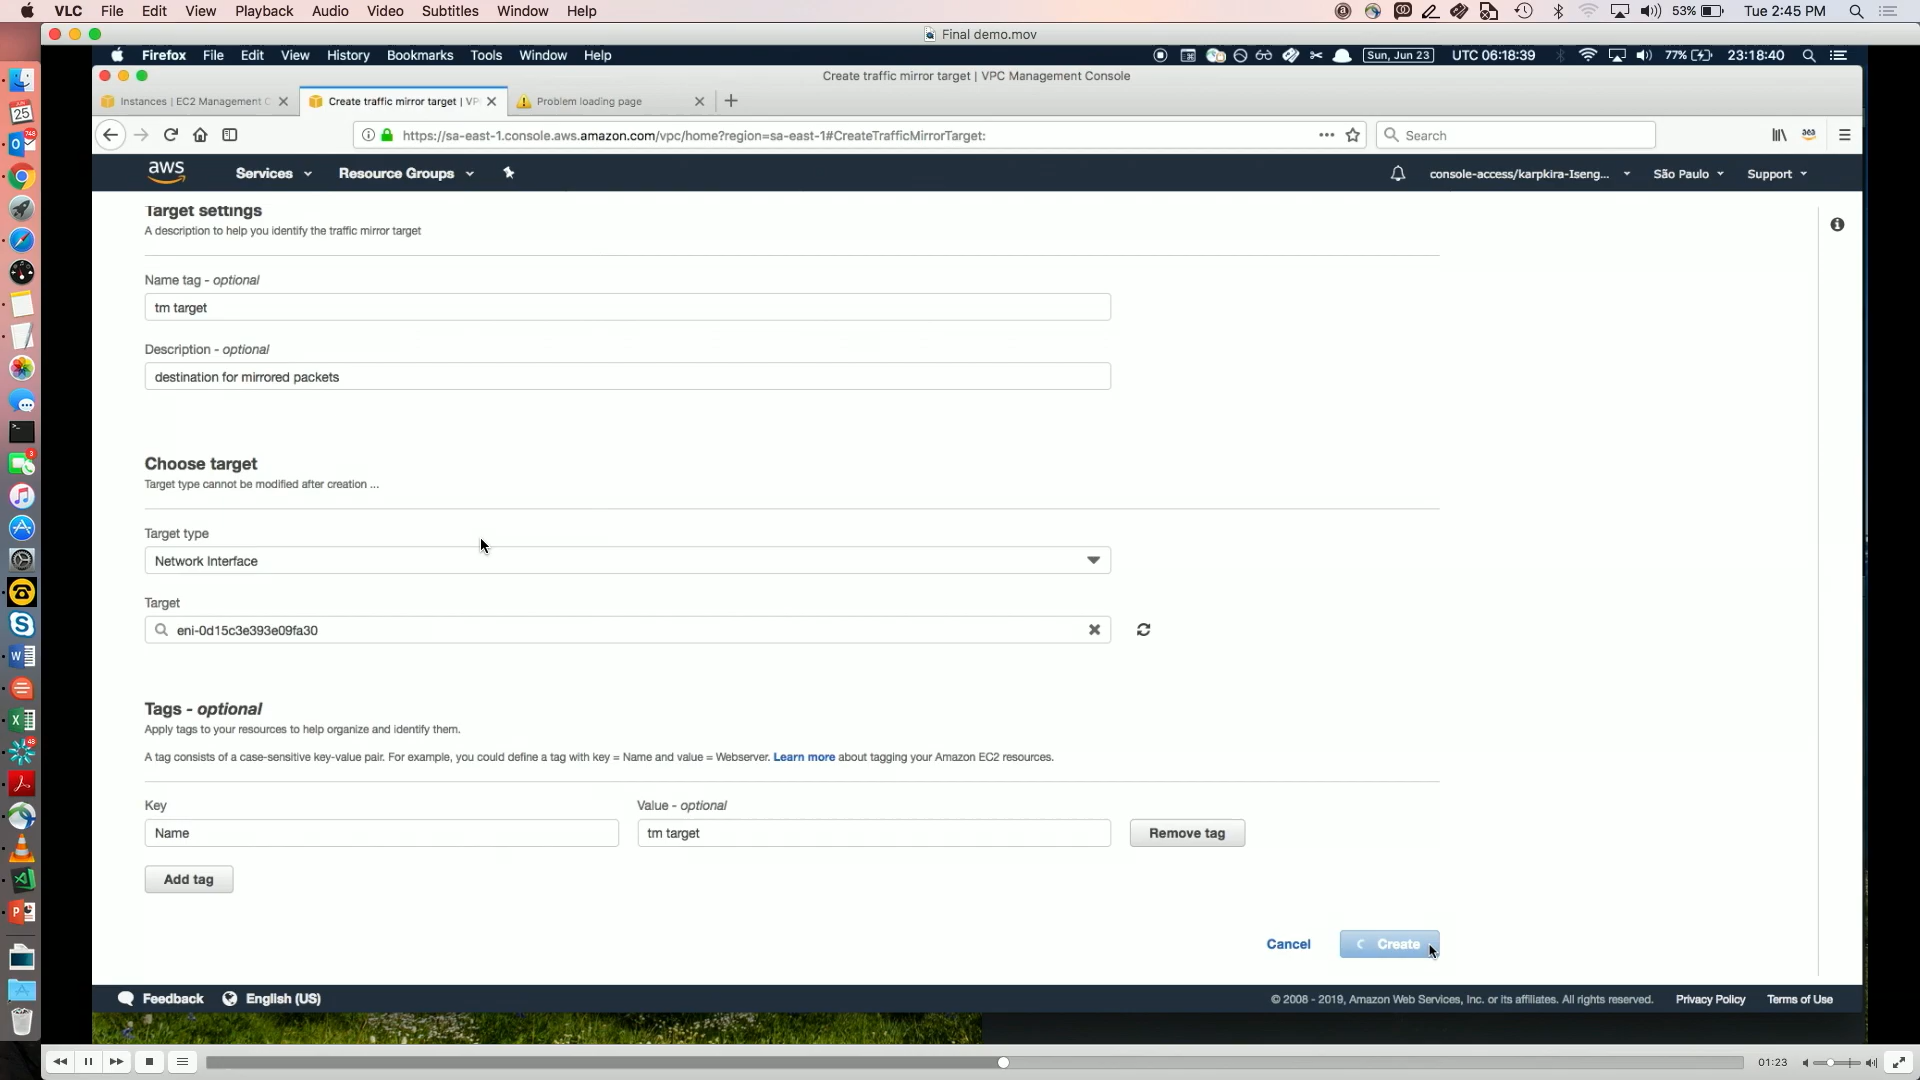 VLC File Edit View Playback Audio Video Subtitles Window Help 53% Tue 2:45 PM
Final demo.mov
Firefox File Edit View History Bookmarks Tools Window Help Sun, Jun 23 UTC 06:18:39 77% 23:18:40
Create traffic mirror target | VPC Management Console
Instances | EC2 Management C Create traffic mirror target | VP Problem loading page
https://sa-east-1.console.aws.amazon.com/vpc/home?region=sa-east-1#CreateTrafficMirrorTarget: Search
aws Services Resource Groups console-access/karpkira-Iseng... São Paulo Support
Target settings
A description to help you identify the traffic mirror target
Name tag - optional
tm target
Description - optional
destination for mirrored packets
Choose target
Target type cannot be modified after creation ...
Target type
Network Interface
Target
eni-0d15c3e393e09fa30
Tags - optional
Apply tags to your resources to help organize and identify them.
A tag consists of a case-sensitive key-value pair. For example, you could define a tag with key = Name and value = Webserver. Learn more about tagging your Amazon EC2 resources.
Key Value - optional
Name tm target Remove tag
Add tag
Cancel Create
Feedback English (US) © 2008 - 2019, Amazon Web Services, Inc. or its affiliates. All rights reserved. Privacy Policy Terms of Use
01:23